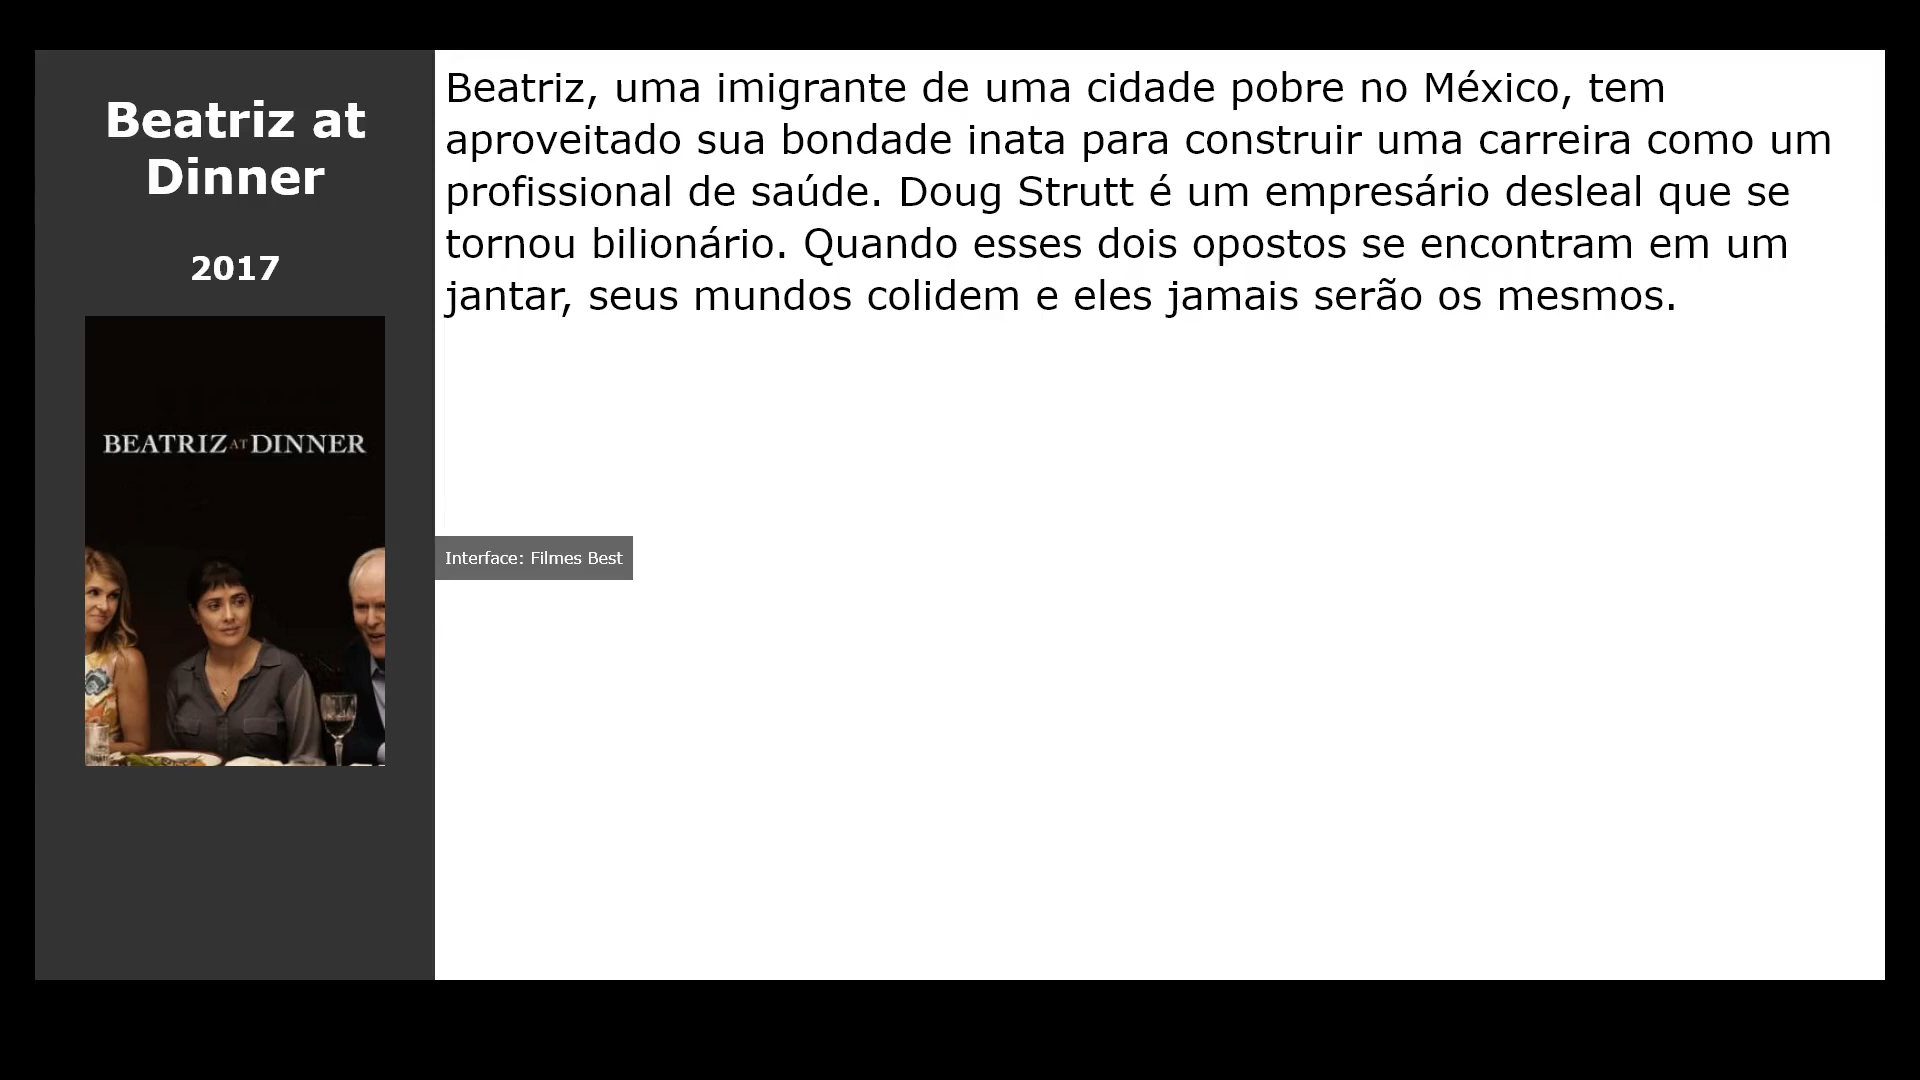 Beatriz at
Dinner
2017
BEATRIZ AT DINNER
Beatriz, uma imigrante de uma cidade pobre no México, tem
aproveitado sua bondade inata para construir uma carreira como um
profissional de saúde. Doug Strutt é um empresário desleal que se
tornou bilionário. Quando esses dois opostos se encontram em um
jantar, seus mundos colidem e eles jamais serão os mesmos.
Interface: Filmes Best